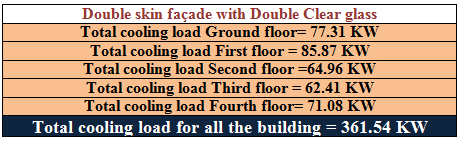 Double skin façade with Double Clear glass
Total cooling load Ground floor= 77.31 KW
Total cooling load First floor = 85.87 KW
Total cooling load Second floor =64.96 KW
Total cooling load Third floor = 62.41 KW
Total cooling load Fourth floor= 71.08 KW
Total cooling load for all the building = 361.54 KW